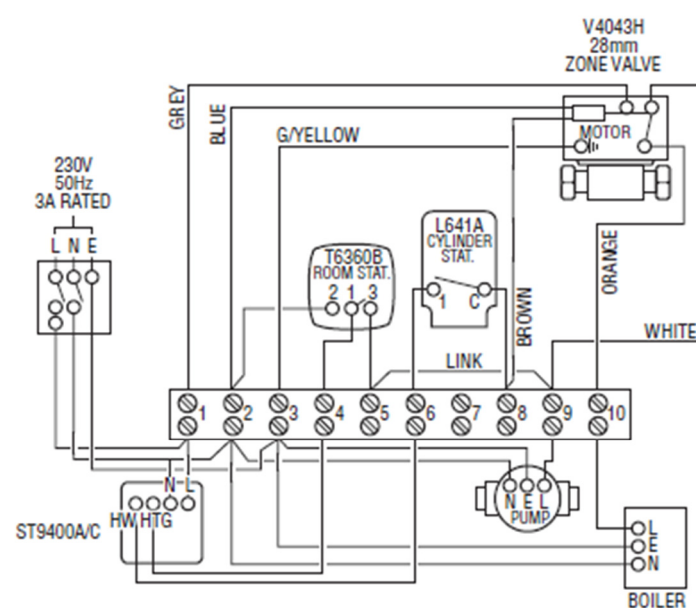 V4043H
28mm
ZONE VALVE
GREY
BLUE
G/YELLOW
MOTOR
230V
50Hz
3A RATED
L N E
L641A
CYLINDER
STAT.
T6360B
ROOM STAT.
2 1 3
1 C
BROWN
ORANGE
WHITE
LINK
1 2 3 4 5 6 7 8 9 10
N L
HW HTG
ST9400A/C
N E L
PUMP
L
E
N
BOILER